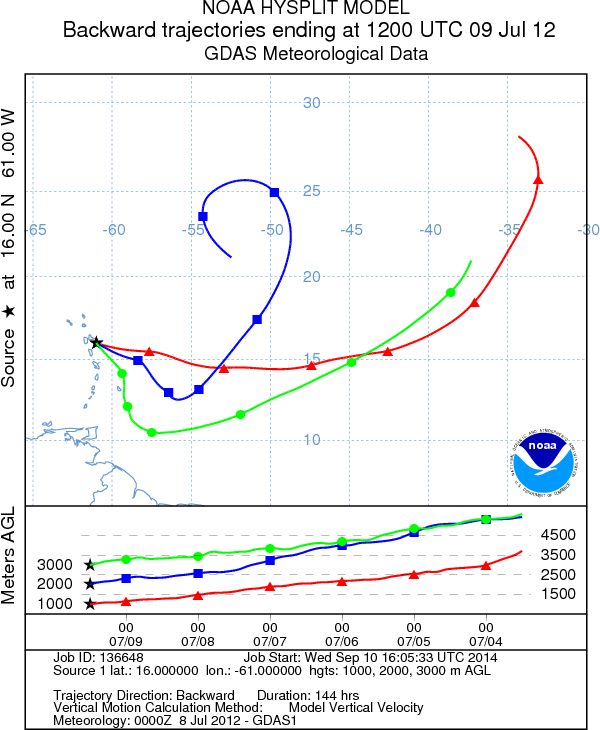 NOAA HYSPLIT MODEL
Backward trajectories ending at 1200 UTC 09 Jul 12
GDAS Meteorological Data
Source ★ at 16.00 N 61.00 W
30
25
-65 -60 -55 -50 -45 -40 -35 -30
20
15
10
noaa
Meters AGL
4500
3500
3000
2500
2000
1500
1000
00 00 00 00 00 00
07/09 07/08 07/07 07/06 07/05 07/04
Job ID: 136648 Job Start: Wed Sep 10 16:05:33 UTC 2014
Source 1 lat.: 16.000000 lon.: -61.000000 hgts: 1000, 2000, 3000 m AGL
Trajectory Direction: Backward Duration: 144 hrs
Vertical Motion Calculation Method: Model Vertical Velocity
Meteorology: 0000Z 8 Jul 2012 - GDAS1